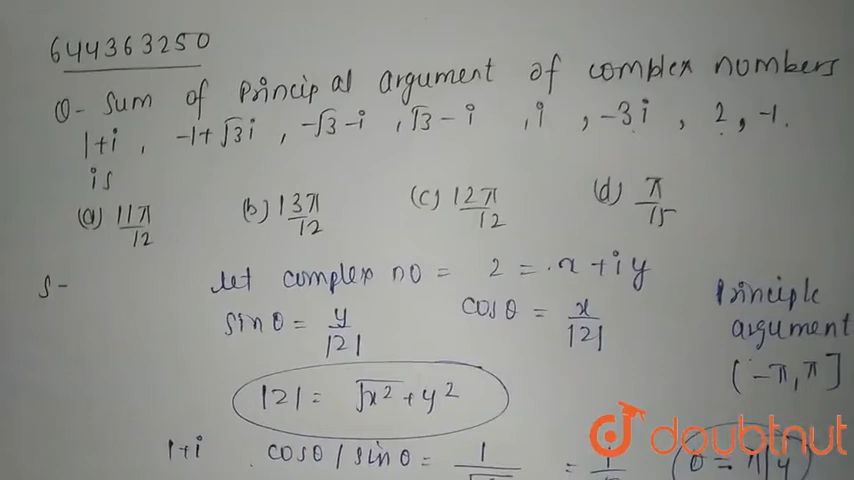 644363250
Q- Sum of Principal argument of complex numbers
1+i , -1+√3i , -√3-i , √3-i , i , -3i , 2 , -1.
is
(a) 11π/12 (b) 13π/12 (c) 12π/12 (d) π/15
S- Let complex no = z = x + iy
sinθ = y/|z| cosθ = x/|z|
Principle
argument
(-π, π]
|z| = √x² + y²
doubtnut
1+i cosθ / sinθ = 1/√ = 1/√ θ = π/4